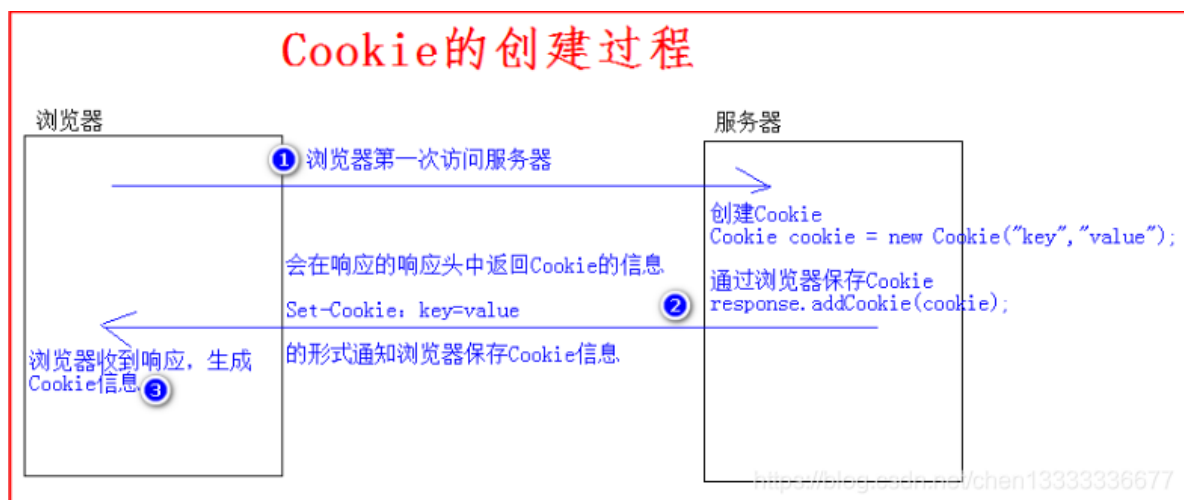 Cookie的创建过程
浏览器
服务器
1 浏览器第一次访问服务器
创建Cookie
Cookie cookie = new Cookie("key","value");
通过浏览器保存Cookie
response.addCookie(cookie);
2
会在响应的响应头中返回Cookie的信息
Set-Cookie: key=value
的形式通知浏览器保存Cookie信息
浏览器收到响应，生成
Cookie信息 3
https://blog.csdn.net/chen13333336677